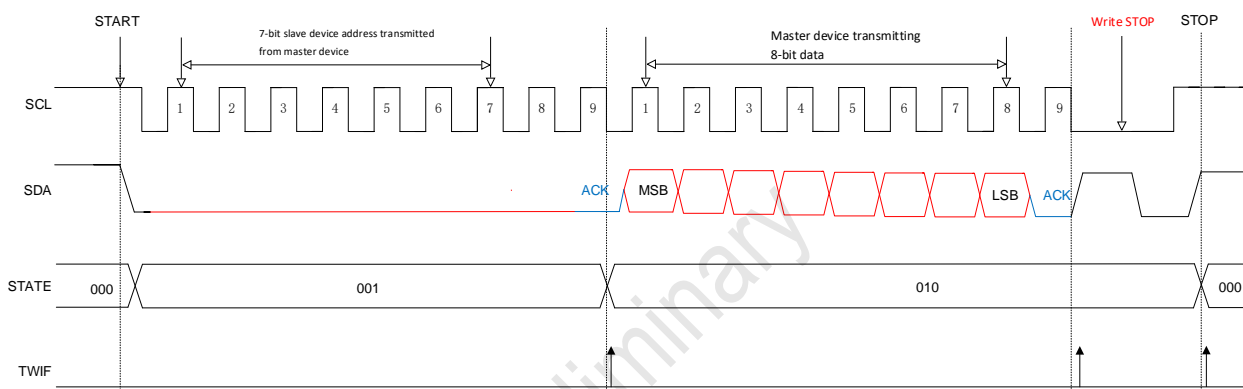 START
7-bit slave device address transmitted
from master device
Master device transmitting
8-bit data
Write STOP
STOP
SCL
1 2 3 4 5 6 7 8 9 1 2 3 4 5 6 7 8 9
SDA
ACK
MSB
LSB
ACK
STATE
000
001
010
000
TWIF